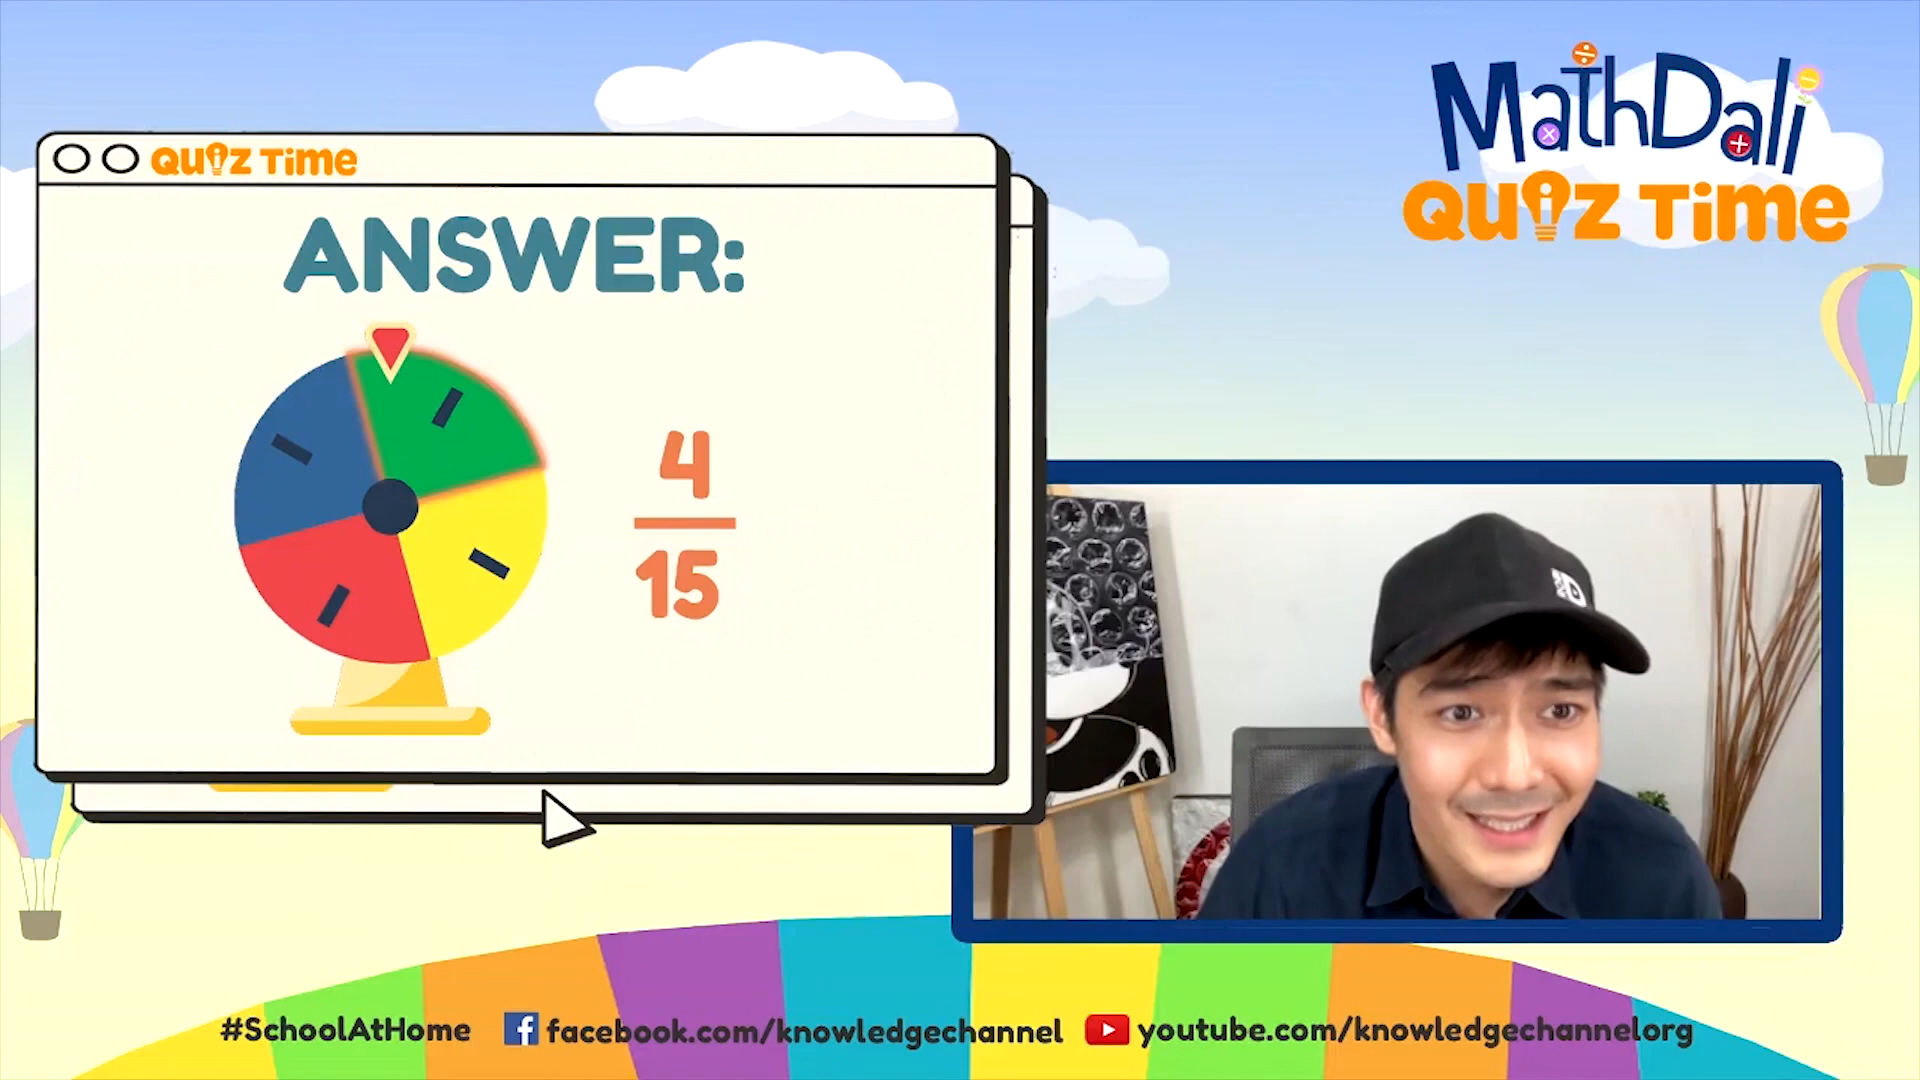 MathDali
QUiZ TiMe
QUiZ TiMe
ANSWER:
4
15
#SchoolAtHome
facebook.com/knowledgechannel
youtube.com/knowledgechannelorg